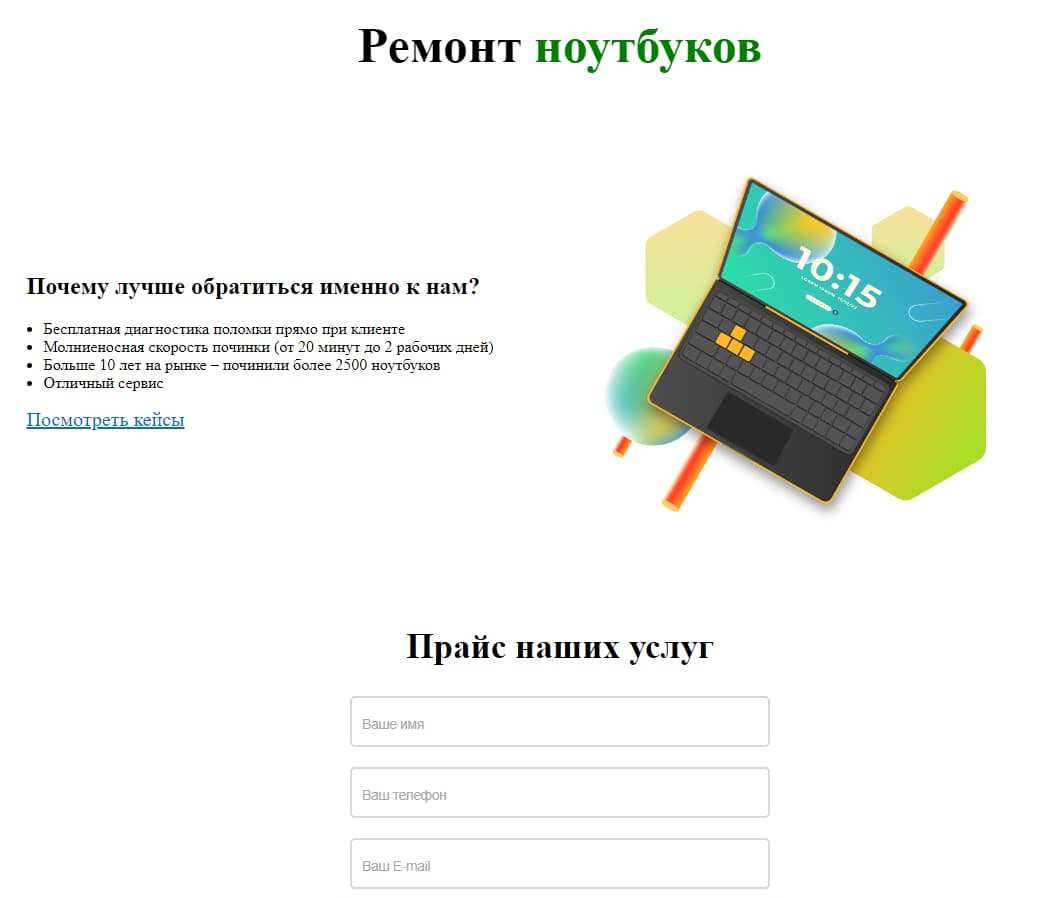 Ремонт ноутбуков
Почему лучше обратиться именно к нам?
Бесплатная диагностика поломки прямо при клиенте
Молниеносная скорость починки (от 20 минут до 2 рабочих дней)
Больше 10 лет на рынке – починили более 2500 ноутбуков
Отличный сервис
Посмотреть кейсы
10:15
Прайс наших услуг
Ваше имя
Ваш телефон
Ваш E-mail